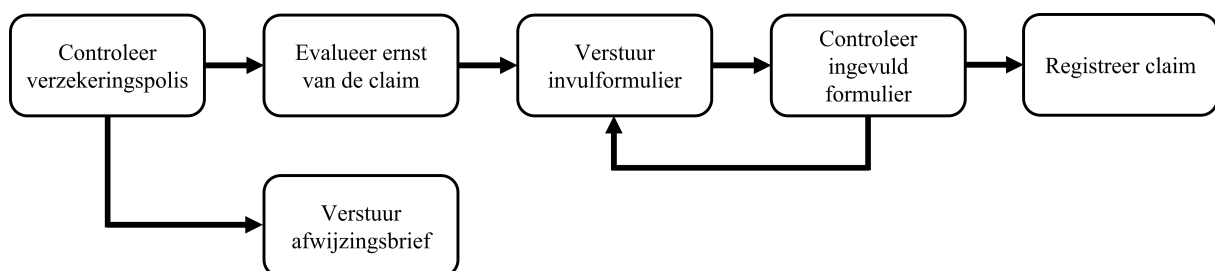 Controleer
verzekeringspolis
Evalueer ernst
van de claim
Verstuur
invulformulier
Controleer
ingevuld
formulier
Registreer claim
Verstuur
afwijzingsbrief